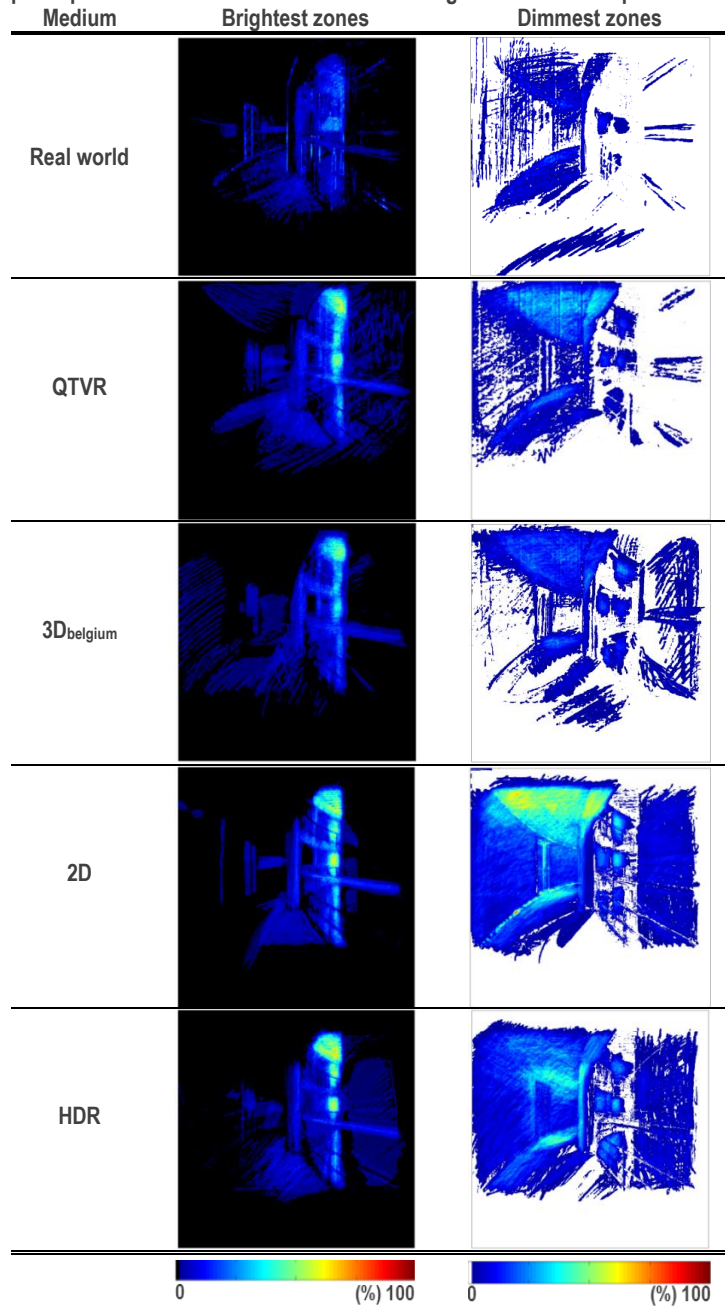 Medium Brightest zones Dimmest zones
Real world
QTVR
3Dbelgium
2D
HDR
0 (%) 100 0 (%) 100